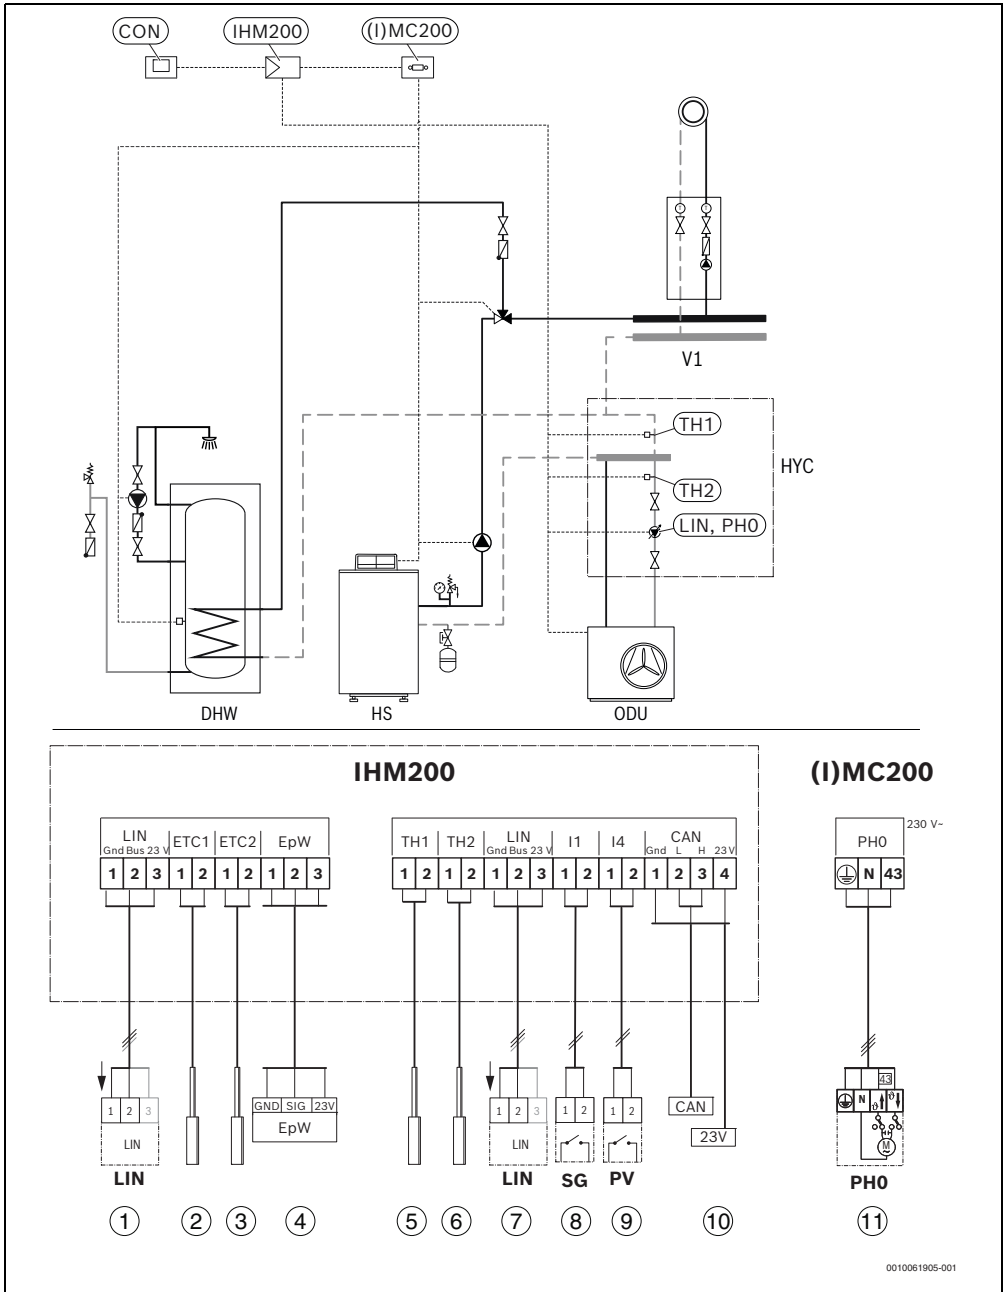 CON IHM200 (I)MC200
V1
TH1
HYC
TH2
LIN, PH0
DHW HS ODU
IHM200 (I)MC200
230 V~
LIN ETC1 ETC2 EpW TH1 TH2 LIN I1 I4 CAN PH0
Gnd Bus 23 V Gnd Bus 23 V Gnd L H 23 V
1 2 3 1 2 1 2 1 2 3 1 2 1 2 1 2 3 1 2 1 2 1 2 3 4 N 43
43
GND SIG 23V N ϑ ϑ
1 2 3 EpW 1 2 3 1 2 1 2 CAN
LIN LIN 23V M ~
LIN LIN SG PV PH0
1 2 3 4 5 6 7 8 9 10 11
0010061905-001